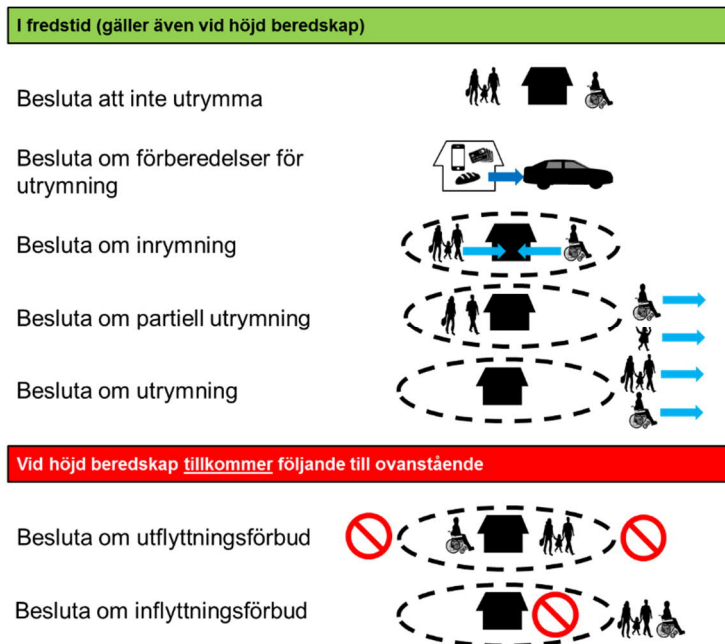 I fredstid (gäller även vid höjd beredskap)
Besluta att inte utrymma
Besluta om förberedelser för
utrymning
Besluta om inrymning
Besluta om partiell utrymning
Besluta om utrymning
Vid höjd beredskap tillkommer följande till ovanstående
Besluta om utflyttningsförbud
Besluta om inflyttningsförbud